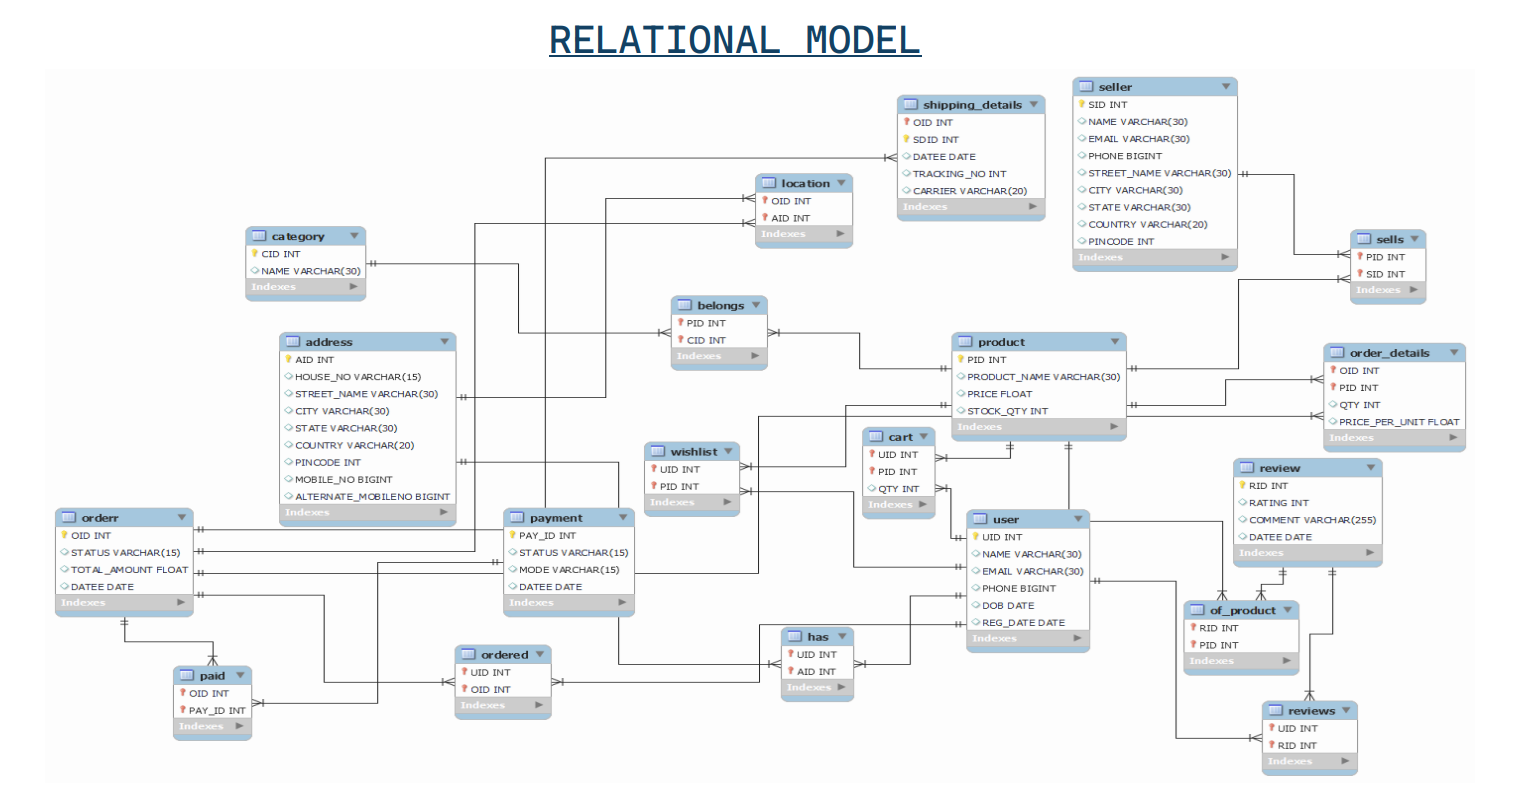 RELATIONAL MODEL
seller
SID INT
NAME VARCHAR(30)
EMAIL VARCHAR(30)
PHONE BIGINT
STREET_NAME VARCHAR(30)
CITY VARCHAR(30)
STATE VARCHAR(30)
COUNTRY VARCHAR(20)
PINCODE INT
Indexes
shipping_details
OID INT
SDID INT
DATEE DATE
TRACKING_NO INT
CARRIER VARCHAR(20)
Indexes
location
OID INT
AID INT
Indexes
category
CID INT
NAME VARCHAR(30)
Indexes
sells
PID INT
SID INT
Indexes
belongs
PID INT
CID INT
Indexes
address
AID INT
HOUSE_NO VARCHAR(15)
STREET_NAME VARCHAR(30)
CITY VARCHAR(30)
STATE VARCHAR(30)
COUNTRY VARCHAR(20)
PINCODE INT
MOBILE_NO BIGINT
ALTERNATE_MOBILENO BIGINT
Indexes
product
PID INT
PRODUCT_NAME VARCHAR(30)
PRICE FLOAT
STOCK_QTY INT
Indexes
order_details
OID INT
PID INT
QTY INT
PRICE_PER_UNIT FLOAT
Indexes
wishlist
UID INT
PID INT
Indexes
cart
UID INT
PID INT
QTY INT
Indexes
review
RID INT
RATING INT
COMMENT VARCHAR(255)
DATEE DATE
Indexes
orderr
OID INT
STATUS VARCHAR(15)
TOTAL_AMOUNT FLOAT
DATEE DATE
Indexes
payment
PAY_ID INT
STATUS VARCHAR(15)
MODE VARCHAR(15)
DATEE DATE
Indexes
user
UID INT
NAME VARCHAR(30)
EMAIL VARCHAR(30)
PHONE BIGINT
DOB DATE
REG_DATE DATE
Indexes
of_product
RID INT
PID INT
Indexes
paid
OID INT
PAY_ID INT
Indexes
ordered
UID INT
OID INT
Indexes
has
UID INT
AID INT
Indexes
reviews
UID INT
RID INT
Indexes